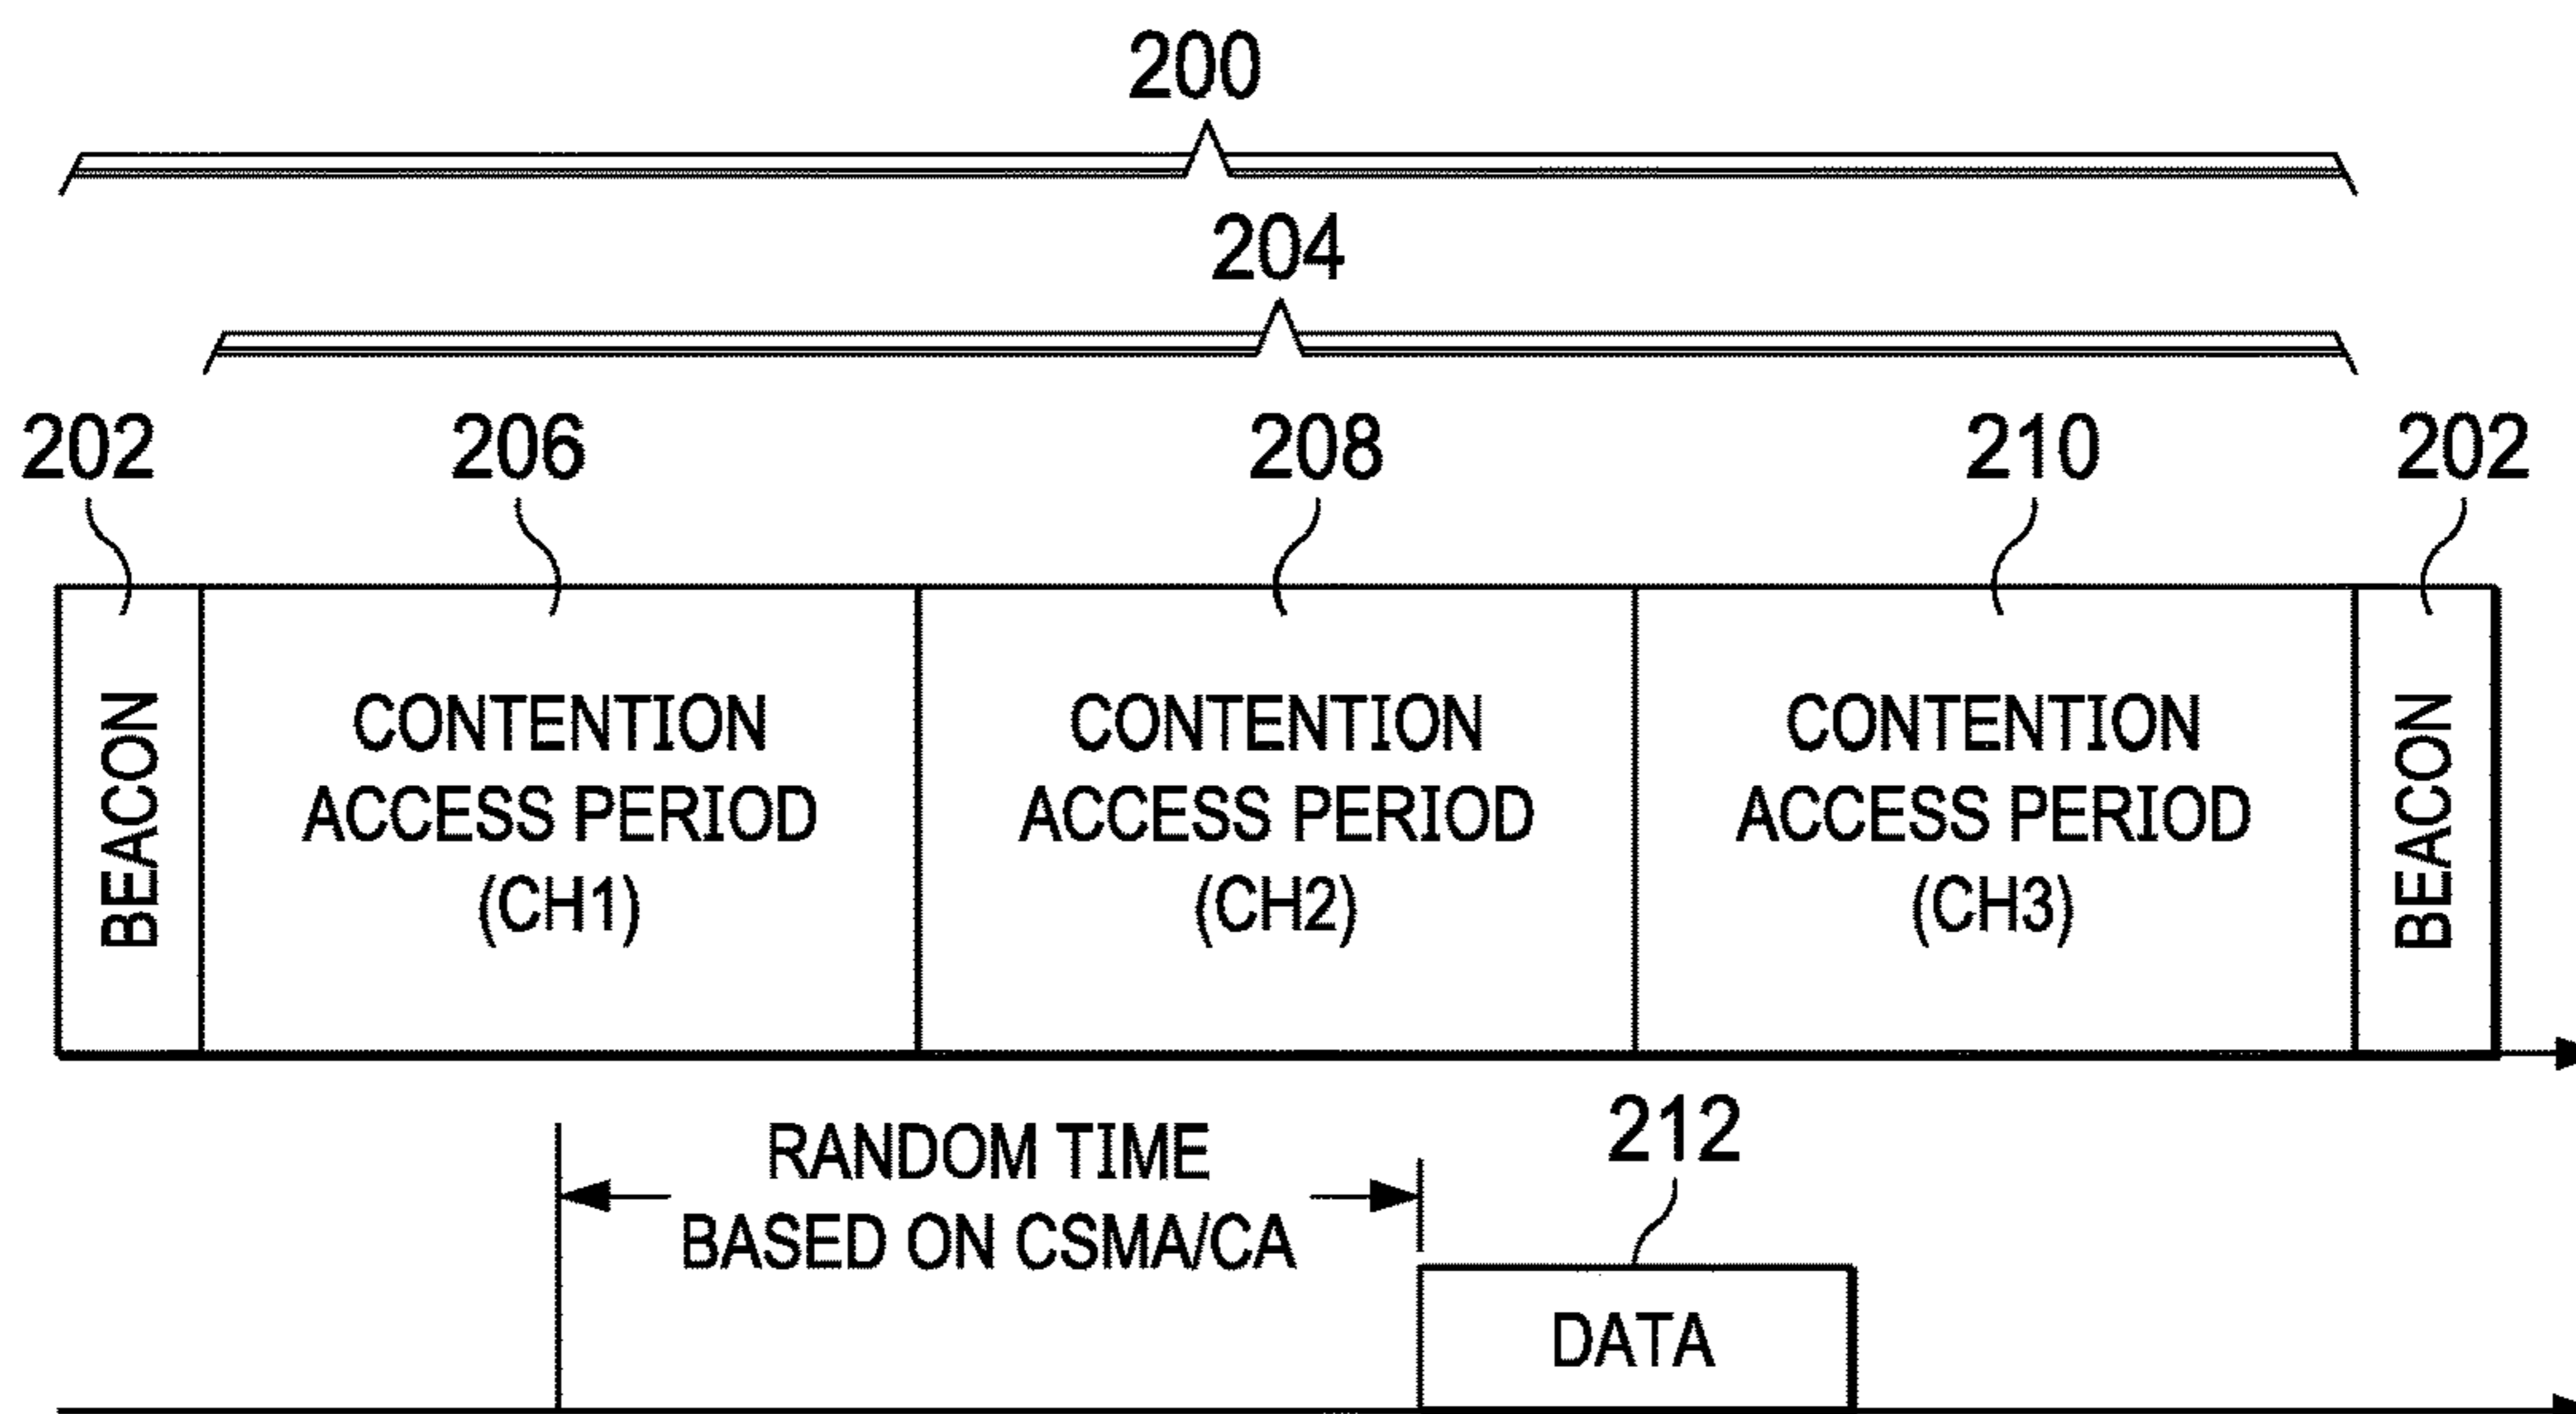 200
204
202
206
208
210
202
BEACON
CONTENTION
ACCESS PERIOD
(CH1)
CONTENTION
ACCESS PERIOD
(CH2)
CONTENTION
ACCESS PERIOD
(CH3)
BEACON
RANDOM TIME
BASED ON CSMA/CA
212
DATA